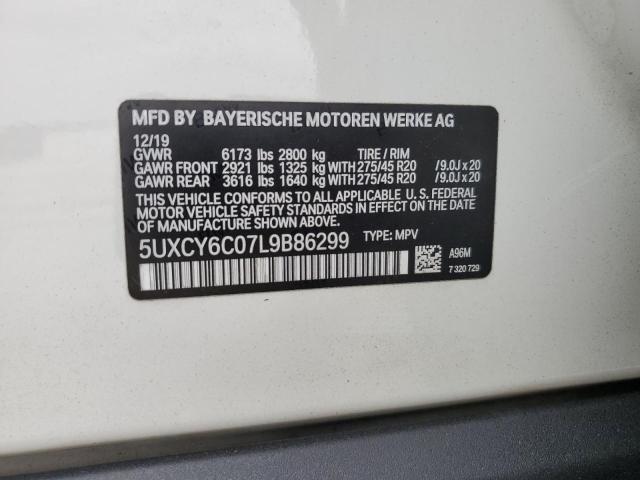 MFD BY BAYERISCHE MOTOREN WERKE AG
12/19
GVWR 6173 lbs 2800 kg TIRE / RIM
GAWR FRONT 2921 lbs 1325 kg WITH 275/45 R20 / 9.0J x 20
GAWR REAR 3616 lbs 1640 kg WITH 275/45 R20 / 9.0J x 20
THIS VEHICLE CONFORMS TO ALL APPLICABLE U. S. FEDERAL
MOTOR VEHICLE SAFETY STANDARDS IN EFFECT ON THE
DATE OF MANUFACTURE SHOWN ABOVE.
5UXCY6C07L9B86299 TYPE: MPV
A96M
7 320 729